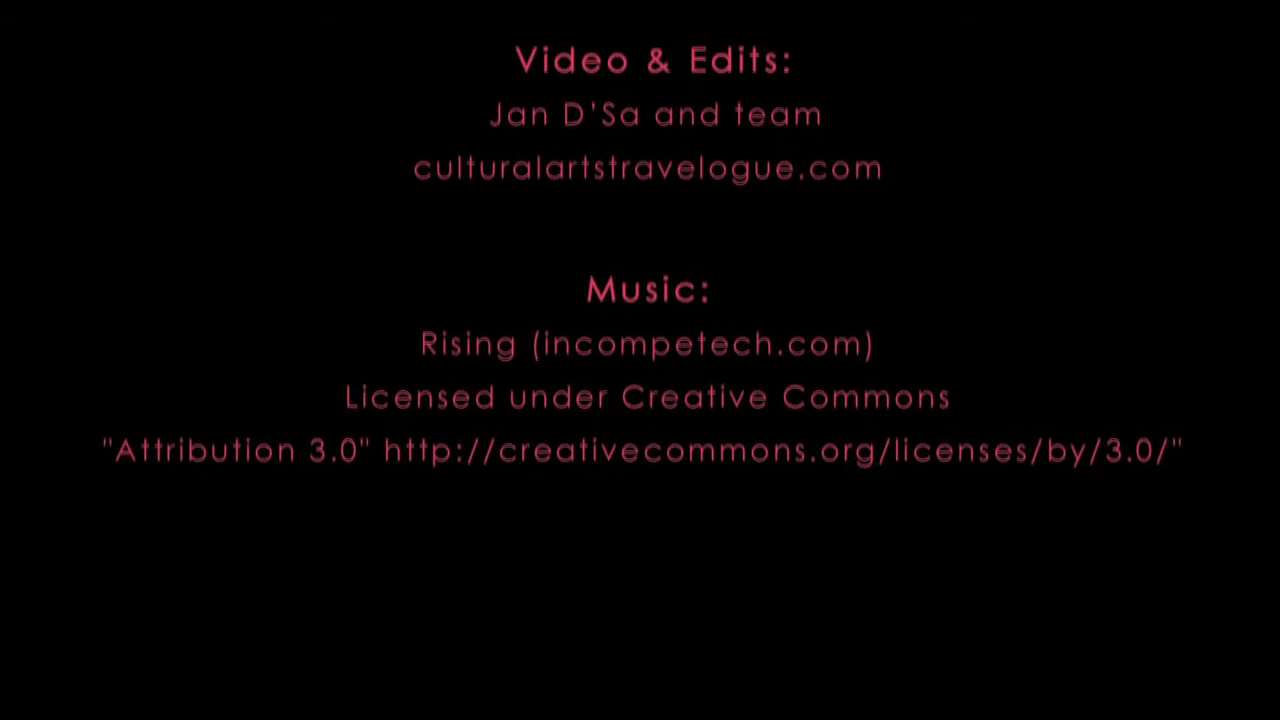 Video & Edits:
Jan D'Sa and team
culturalartstravelogue.com
Music:
Rising (incompetech.com)
Licensed under Creative Commons
"Attribution 3.0" http://creativecommons.org/licenses/by/3.0/"